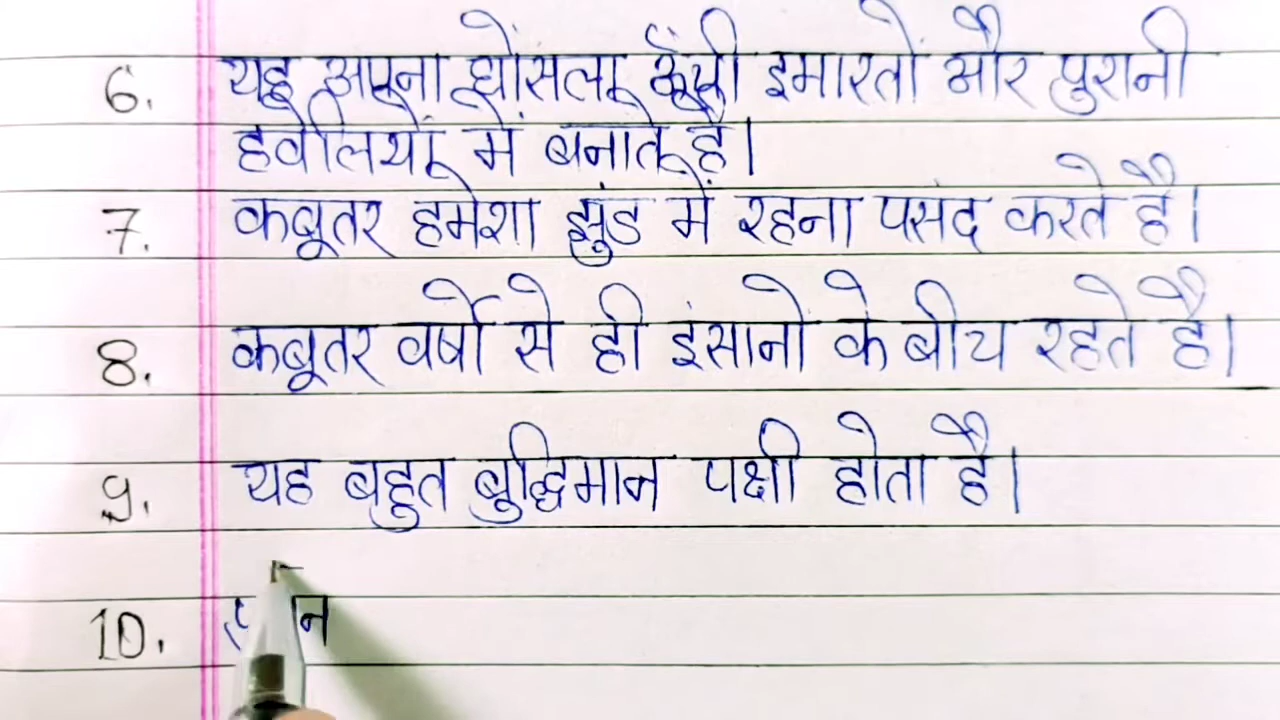 6. यह अपना घोंसला ऊँची इमारतों और पुरानी
हवेलियों में बनाते है।
7. कबूतर हमेशा झुंड में रहना पसंद करते है।
8. कबूतर वर्षो से ही इंसानो के बीच रहते है।
9. यह बहुत बुद्धिमान पक्षी होता है।
10.